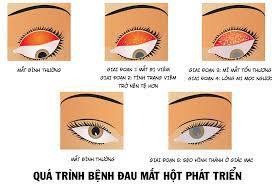 MẮT BÌNH THƯỜNG
GIAI ĐOẠN 1: MẮT BỊ VIÊM
GIAI ĐOẠN 2: TÌNH TRẠNG VIÊM
TRỞ NÊN TỆ HƠN
GIAI ĐOẠN 3: MÍ MẮT TỔN THƯƠNG
GIAI ĐOẠN 4: LÔNG MI MỌC NGƯỢC
MẮT BÌNH THƯỜNG
GIAI ĐOẠN 5: SẸO HÌNH THÀNH Ở GIÁC MẠC
QUÁ TRÌNH BỆNH ĐAU MẮT HỘT PHÁT TRIỂN